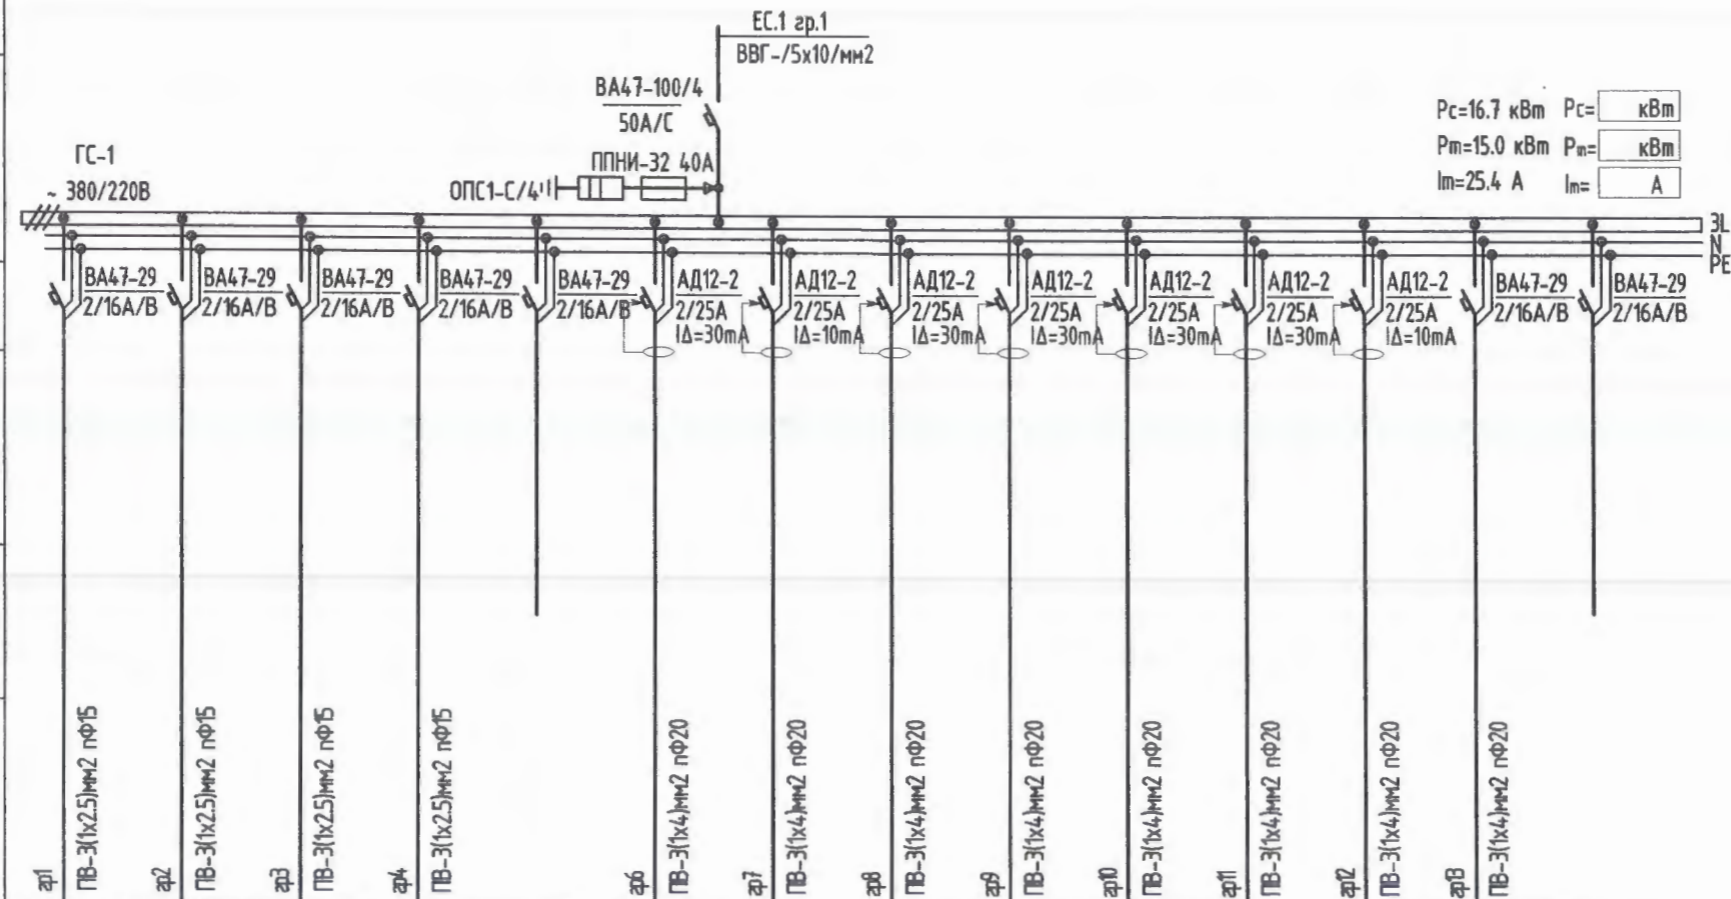 ЕС.1 гр.1
ВВГ-/5х10/мм2
ВА47-100/4
50А/С
ППНИ-32 40А
ОПС1-С/4
ГС-1
~ 380/220В
Рс=16.7 кВт Рс= кВт
Рт=15.0 кВт Рт= кВт
Iт=25.4 А Iт= А
3L
N
PE
ВА47-29
2/16А/В
ВА47-29
2/16А/В
ВА47-29
2/16А/В
ВА47-29
2/16А/В
ВА47-29
2/16А/В
АД12-2
2/25А
IΔ=30mA
АД12-2
2/25А
IΔ=10mA
АД12-2
2/25А
IΔ=30mA
АД12-2
2/25А
IΔ=30mA
АД12-2
2/25А
IΔ=30mA
АД12-2
2/25А
IΔ=30mA
АД12-2
2/25А
IΔ=10mA
ВА47-29
2/16А/В
ВА47-29
2/16А/В
гр1
ПВ-3(1х2.5)мм2 пФ15
гр2
ПВ-3(1х2.5)мм2 пФ15
гр3
ПВ-3(1х2.5)мм2 пФ15
гр4
ПВ-3(1х2.5)мм2 пФ15
гр6
ПВ-3(1х4)мм2 пФ20
гр7
ПВ-3(1х4)мм2 пФ20
гр8
ПВ-3(1х4)мм2 пФ20
гр9
ПВ-3(1х4)мм2 пФ20
гр10
ПВ-3(1х4)мм2 пФ20
гр11
ПВ-3(1х4)мм2 пФ20
гр12
ПВ-3(1х4)мм2 пФ20
гр13
ПВ-3(1х4)мм2 пФ20